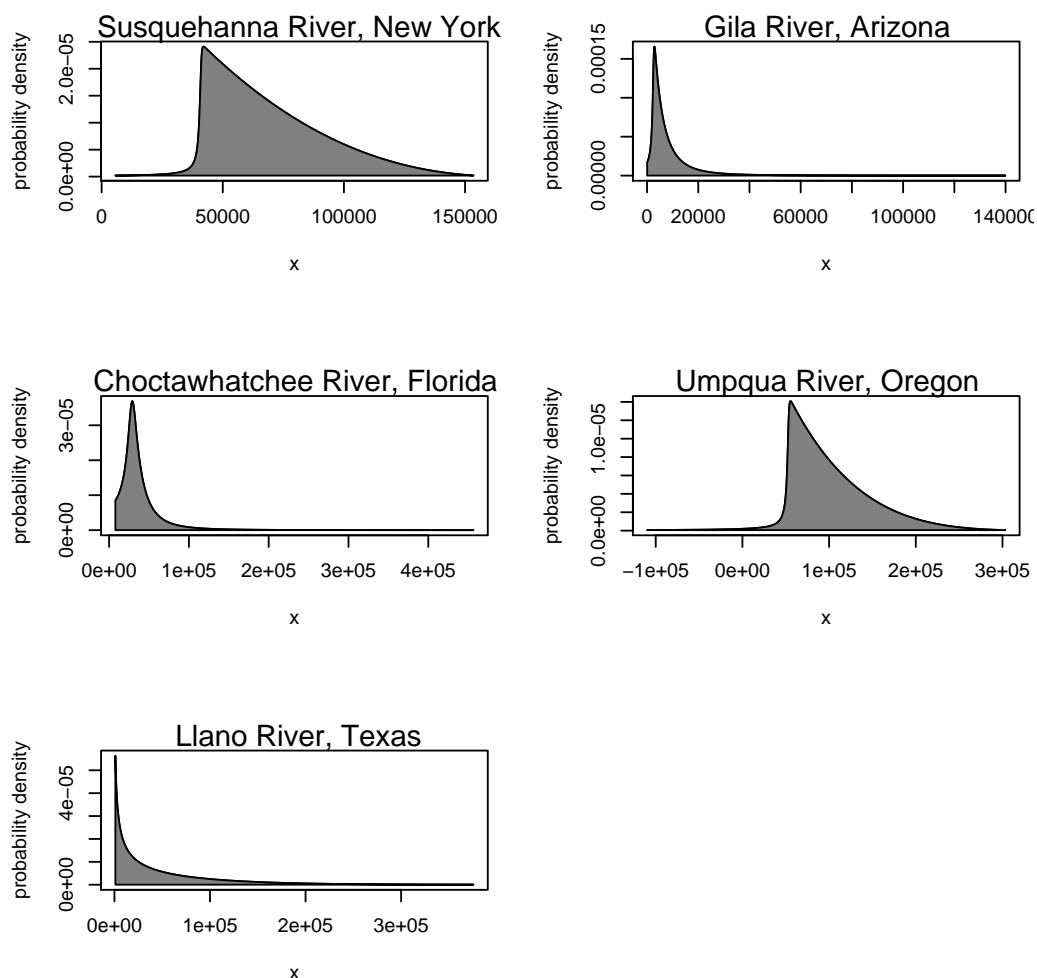 Susquehanna River, New York
probability density
0.0e+00 2.0e-05
0 50000 100000 150000
x
Gila River, Arizona
probability density
0.00000 0.00015
0 20000 60000 100000 14000
x
Choctawhatchee River, Florida
probability density
0e+00 3e-05
0e+00 1e+05 2e+05 3e+05 4e+05
x
Umpqua River, Oregon
probability density
0.0e+00 1.0e-05
−1e+05 0e+00 1e+05 2e+05 3e+05
x
Llano River, Texas
probability density
0e+00 4e-05
0e+00 1e+05 2e+05 3e+05
x